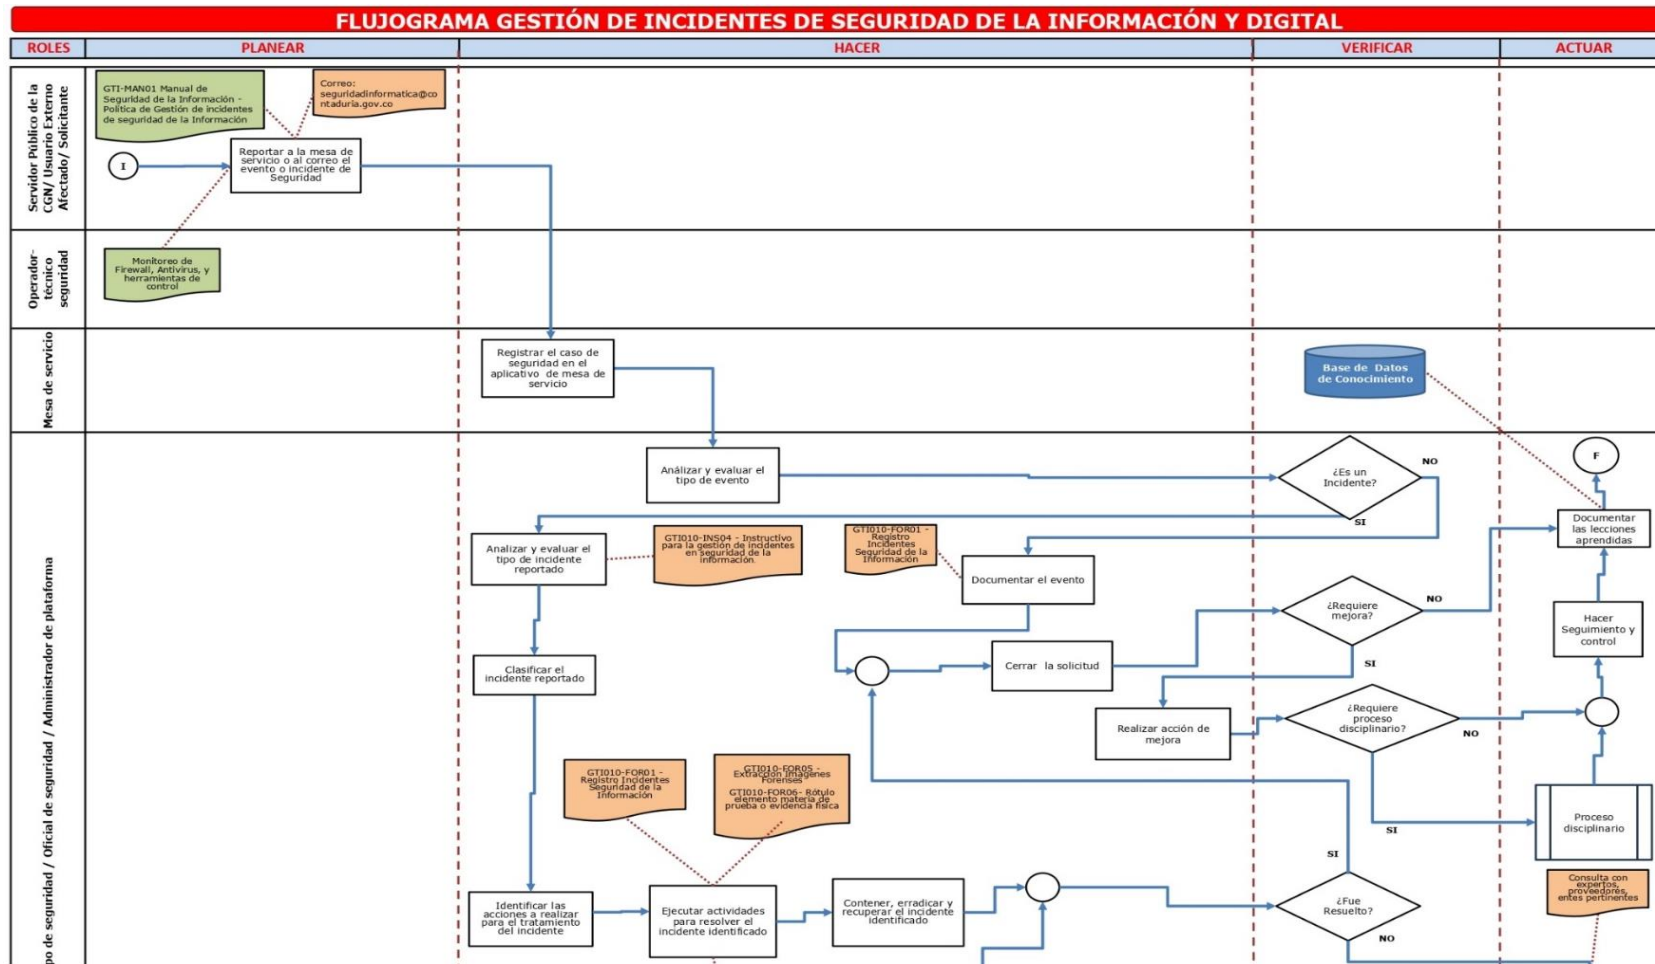 FLUJOGRAMA GESTIÓN DE INCIDENTES DE SEGURIDAD DE LA INFORMACIÓN Y DIGITAL
ROLES
PLANEAR
HACER
VERIFICAR
ACTUAR
Servidor Público de la
CGN/ Usuario Externo
Afectado/ Solicitante
GTI-MAN01 Manual de
Seguridad de la Información -
Política de Gestión de incidentes
de seguridad de la Información
Correo:
seguridadinformatica@co
ntaduria.gov.co
I
Reportar a la mesa de
servicio o al correo el
evento o incidente de
Seguridad
Operador-
técnico
seguridad
Monitoreo de
Firewall, Antivirus, y
herramientas de
control
Mesa de servicio
Registrar el caso de
seguridad en el
aplicativo de mesa de
servicio
Base de Datos
de Conocimiento
po de seguridad / Oficial de seguridad / Administrador de plataforma
Análizar y evaluar el
tipo de evento
¿Es un
Incidente?
NO
SI
F
Analizar y evaluar el
tipo de incidente
reportado
GTI010-INS04 - Instructivo
para la gestión de incidentes
en seguridad de la
información.
GTI010-FOR01 -
Registro
Incidentes
Seguridad de la
Información
Documentar el evento
Documentar
las lecciones
aprendidas
¿Requiere
mejora?
NO
SI
Hacer
Seguimiento y
control
Clasificar el
incidente reportado
Cerrar la solicitud
Realizar acción de
mejora
¿Requiere
proceso
disciplinario?
NO
SI
GTI010-FOR01 -
Registro Incidentes
Seguridad de la
Información
GTI010-FOR05 -
Extracción Imágenes
Forenses
GTI010-FOR06- Rótulo
elemento materia de
prueba o evidencia física
Proceso
disciplinario
SI
Identificar las
acciones a realizar
para el tratamiento
del incidente
Ejecutar actividades
para resolver el
incidente identificado
Contener, erradicar y
recuperar el incidente
identificado
¿Fue
Resuelto?
NO
Consulta con
expertos,
proveedores,
entes pertinentes